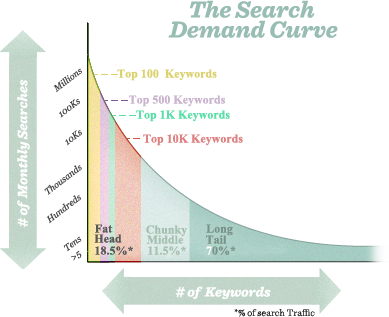 The Search
Demand Curve
# of Monthly Searches
Millions
100Ks
10Ks
Thousands
Hundreds
Tens
>5
Top 100 Keywords
Top 500 Keywords
Top 1K Keywords
Top 10K Keywords
Fat
Head
18.5%*
Chunky
Middle
11.5%*
Long
Tail
70%*
# of Keywords
*% of search Traffic